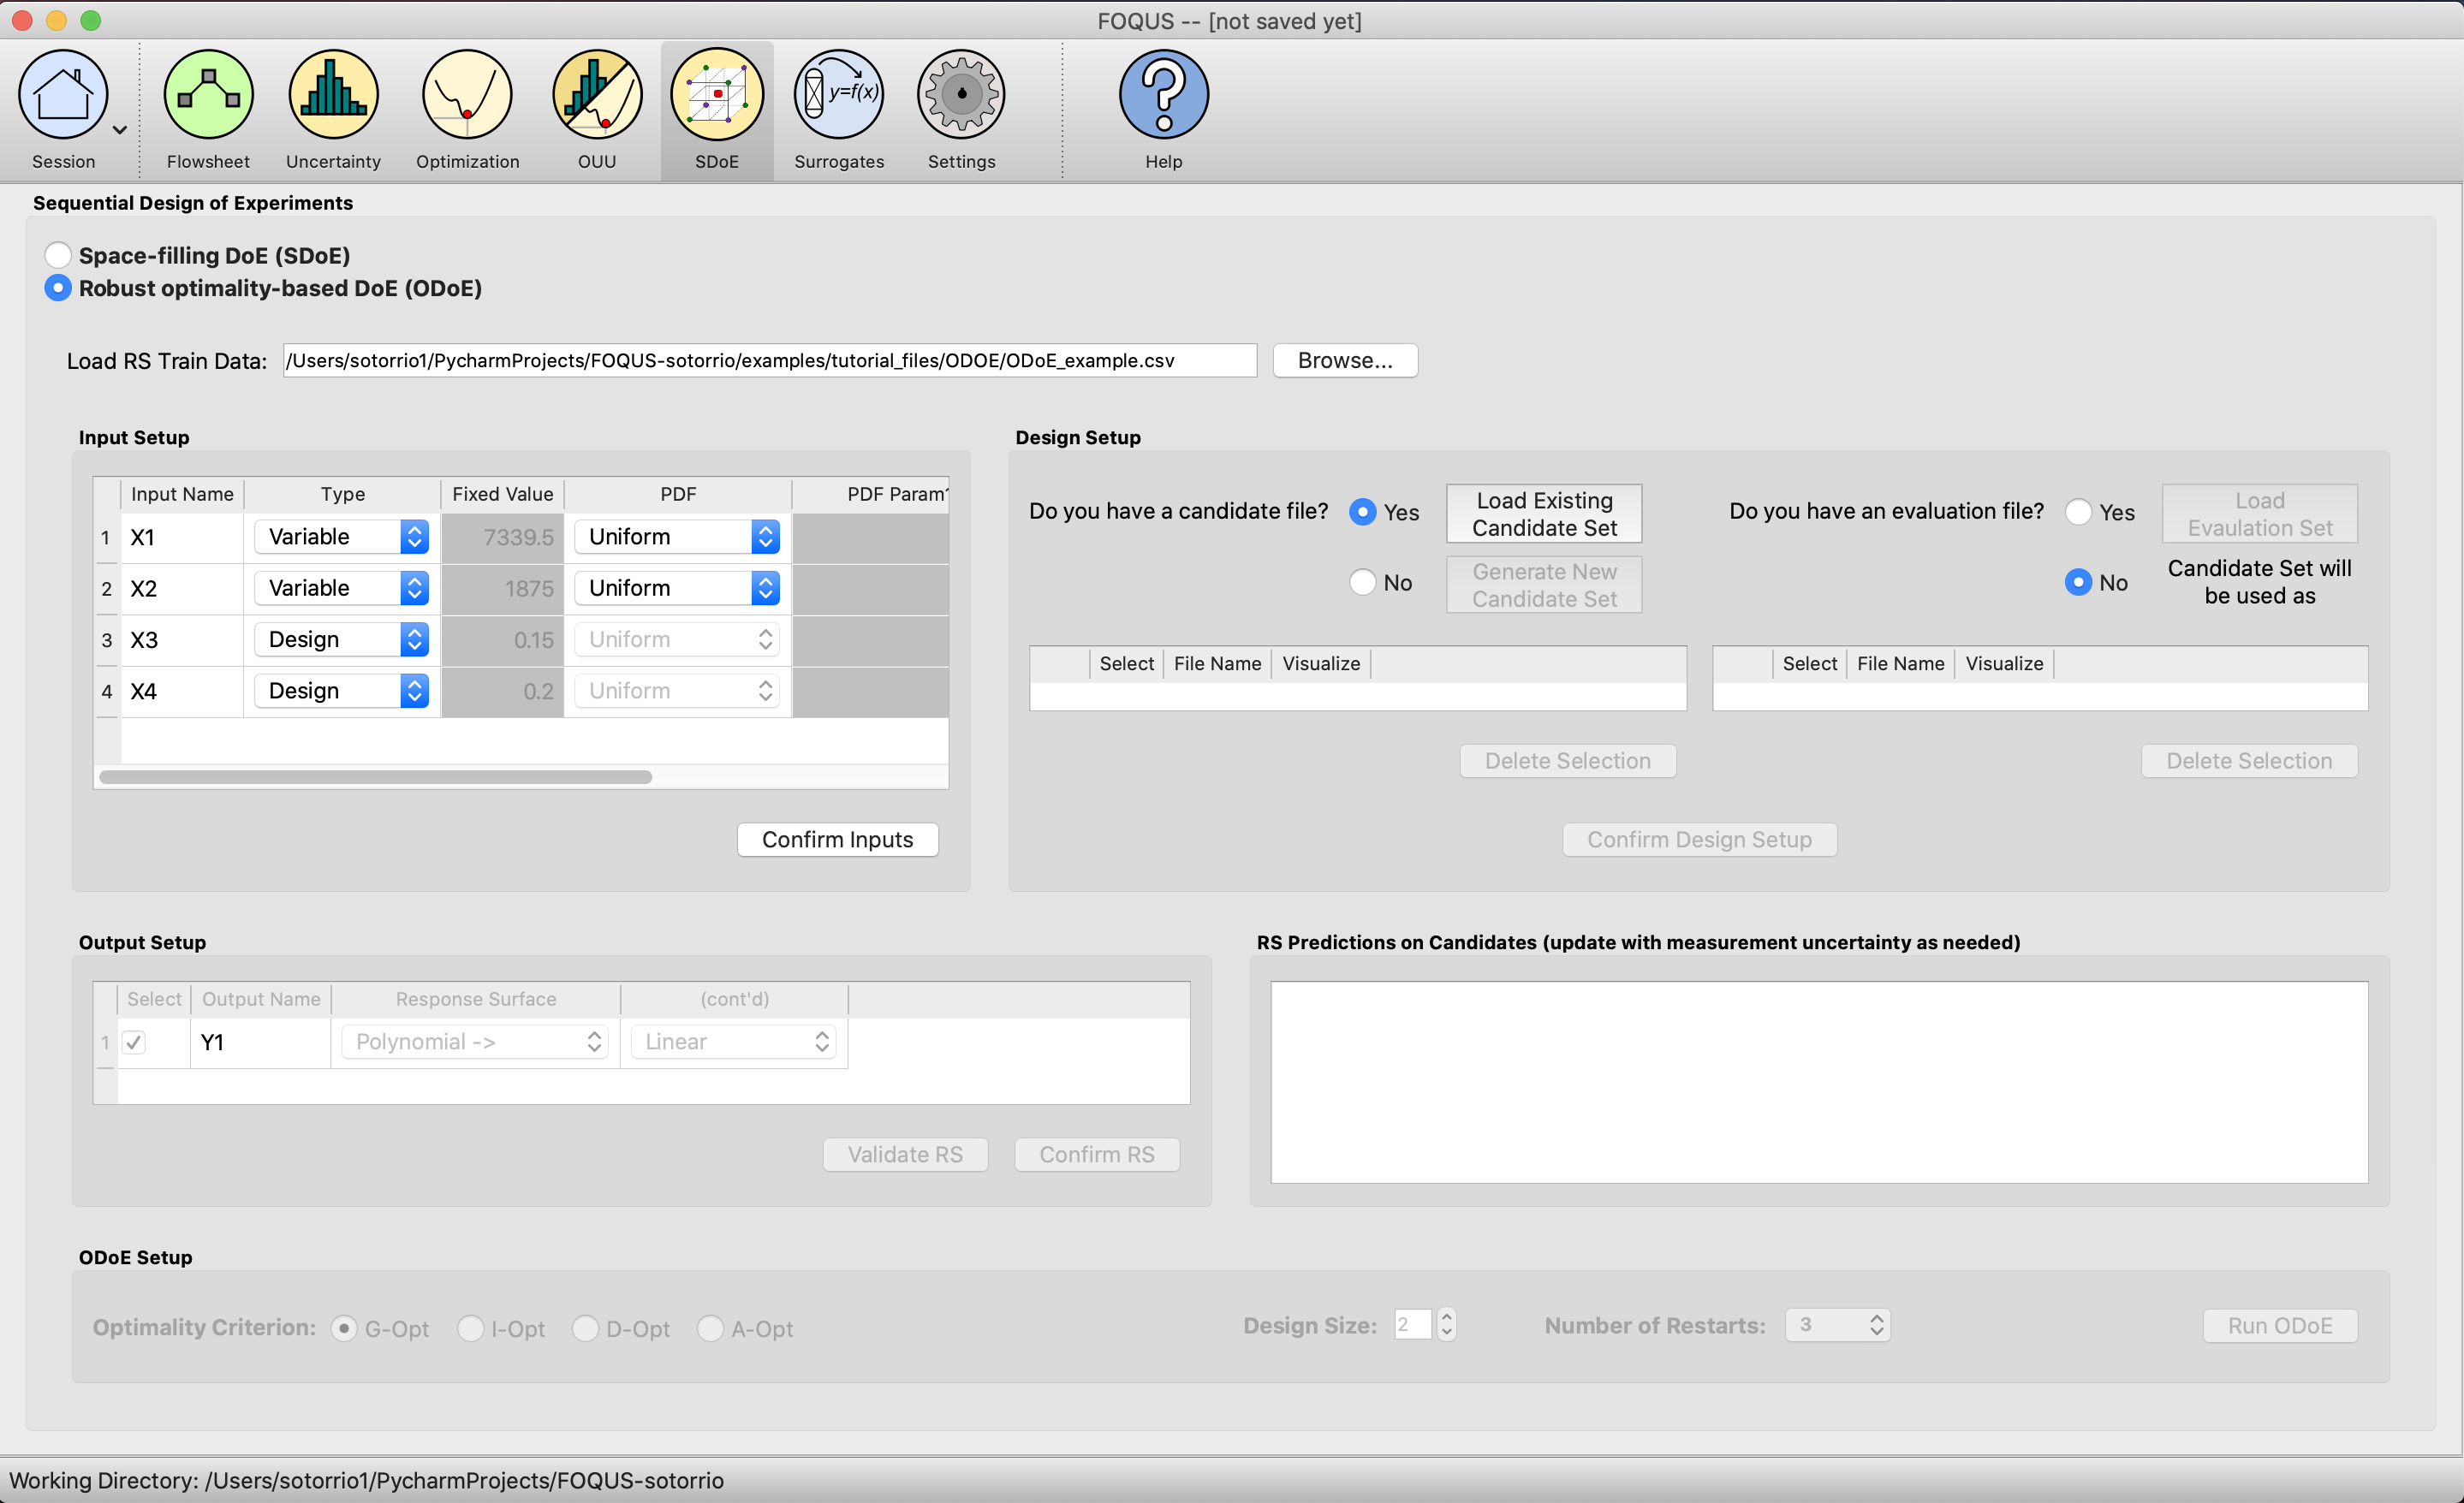 FOQUS -- [not saved yet]
y=f(x)
Session
Flowsheet
Uncertainty
Optimization
OUU
SDoE
Surrogates
Settings
Help
Sequential Design of Experiments
Space-filling DoE (SDoE)
Robust optimality-based DoE (ODoE)
Load RS Train Data: /Users/sotorrio1/PycharmProjects/FOQUS-sotorrio/examples/tutorial_files/ODOE/ODoE_example.csv Browse...
Input Setup
Input Name Type Fixed Value PDF PDF Param1
1 X1 Variable 7339.5 Uniform
2 X2 Variable 1875 Uniform
3 X3 Design 0.15 Uniform
4 X4 Design 0.2 Uniform
Confirm Inputs
Design Setup
Do you have a candidate file? Yes
Load Existing
Candidate Set
No
Generate New
Candidate Set
Do you have an evaluation file? Yes
Load
Evaulation Set
No
Candidate Set will
be used as
Select File Name Visualize
Select File Name Visualize
Delete Selection
Delete Selection
Confirm Design Setup
Output Setup
Select Output Name Response Surface (cont'd)
1 Y1 Polynomial -> Linear
Validate RS Confirm RS
RS Predictions on Candidates (update with measurement uncertainty as needed)
ODoE Setup
Optimality Criterion: G-Opt I-Opt D-Opt A-Opt Design Size: 2 Number of Restarts: 3 Run ODoE
Working Directory: /Users/sotorrio1/PycharmProjects/FOQUS-sotorrio